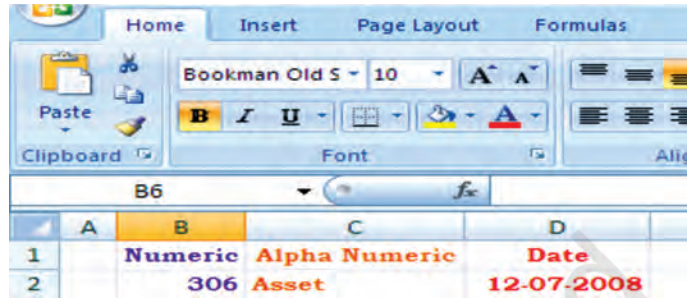 Home Insert Page Layout Formulas
Bookman Old S 10 A A
Paste
B I U A
Clipboard Font
B6 fx
A B C D
1 Numeric Alpha Numeric Date
2 306 Asset 12-07-2008